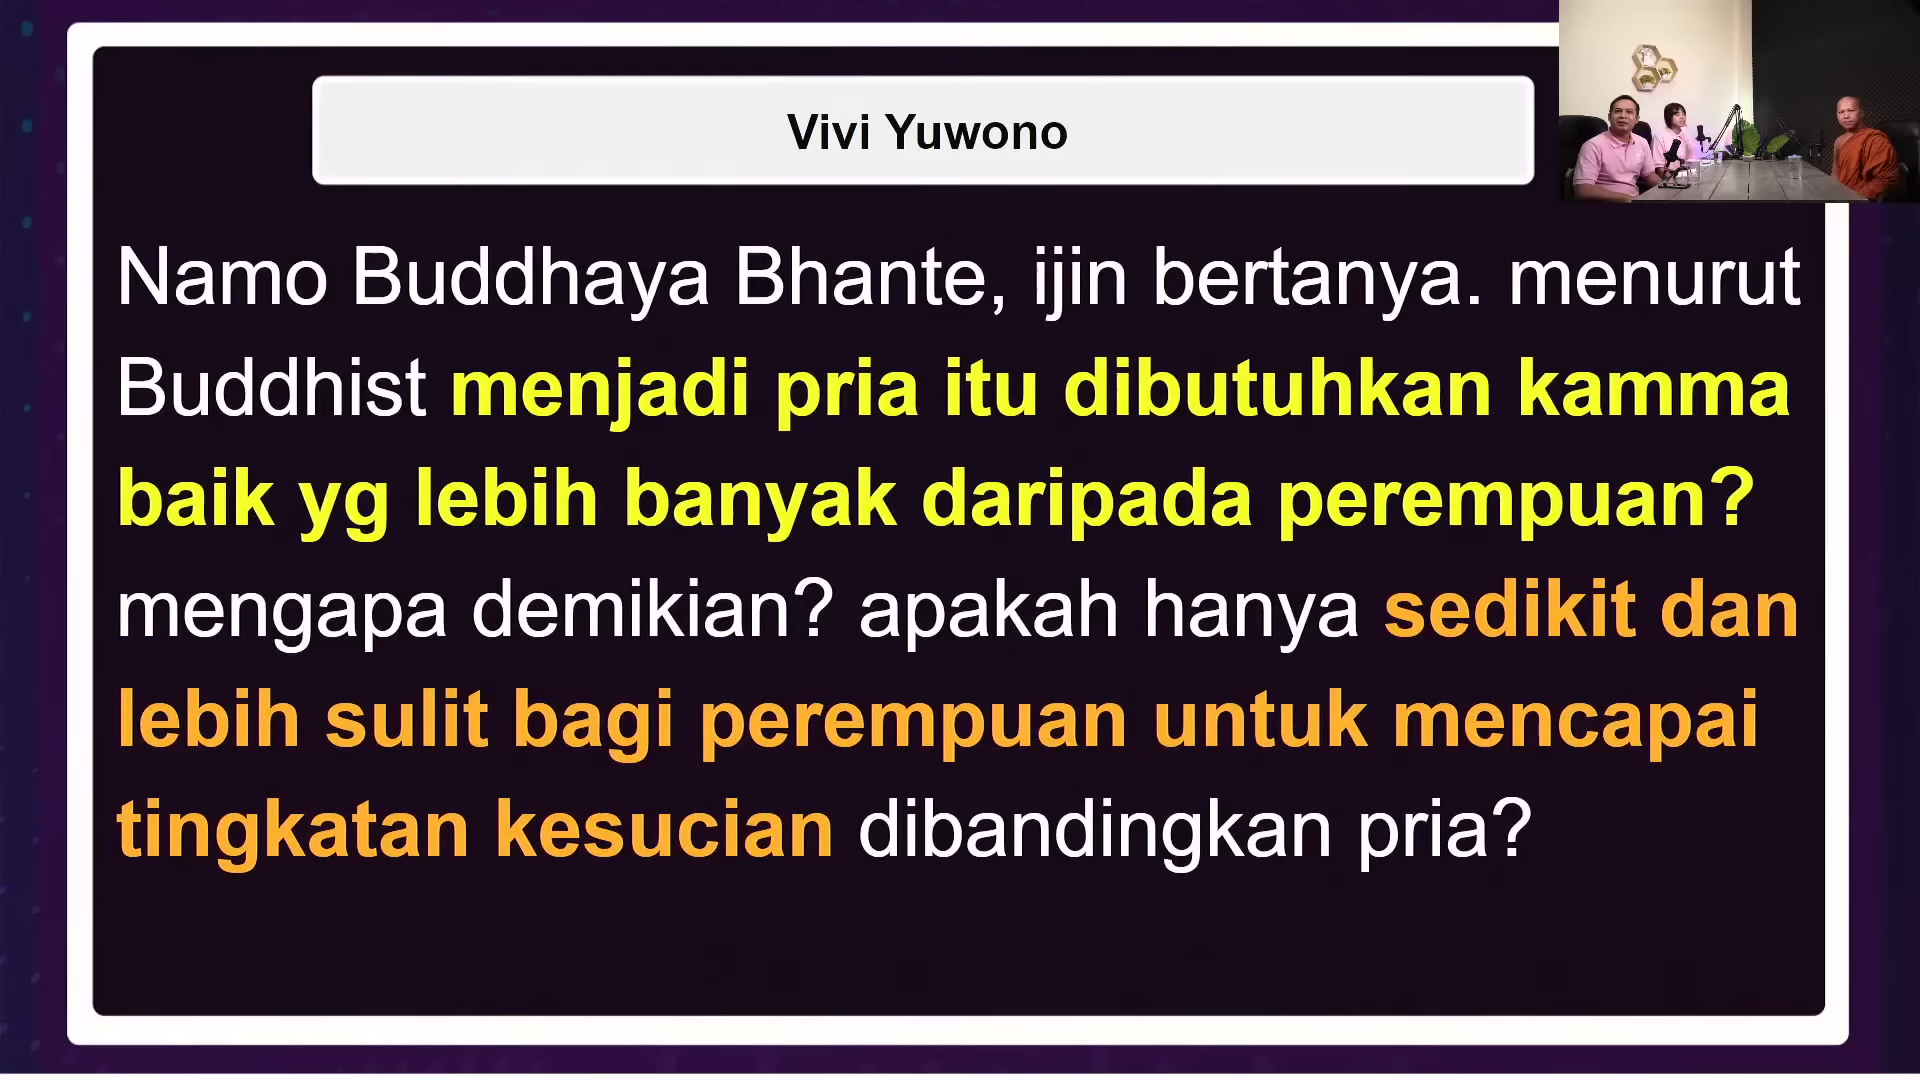 Vivi Yuwono
Namo Buddhaya Bhante, ijin bertanya. menurut
Buddhist menjadi pria itu dibutuhkan kamma
baik yg lebih banyak daripada perempuan?
mengapa demikian? apakah hanya sedikit dan
lebih sulit bagi perempuan untuk mencapai
tingkatan kesucian dibandingkan pria?